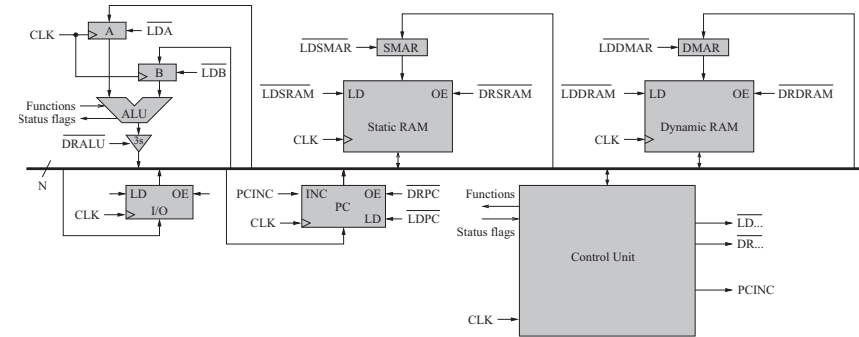 CLK
A
LDA
B
LDB
Functions
Status flags
ALU
DRALU
3s
N
LDSMAR
SMAR
LDSRAM
LD
OE
DRSRAM
Static RAM
CLK
LDDMAR
DMAR
LDDRAM
LD
OE
DRDRAM
Dynamic RAM
CLK
LD
OE
I/O
CLK
PCINC
INC
OE
DRPC
PC
CLK
LD
LDPC
Functions
Status flags
Control Unit
CLK
LD...
DR...
PCINC